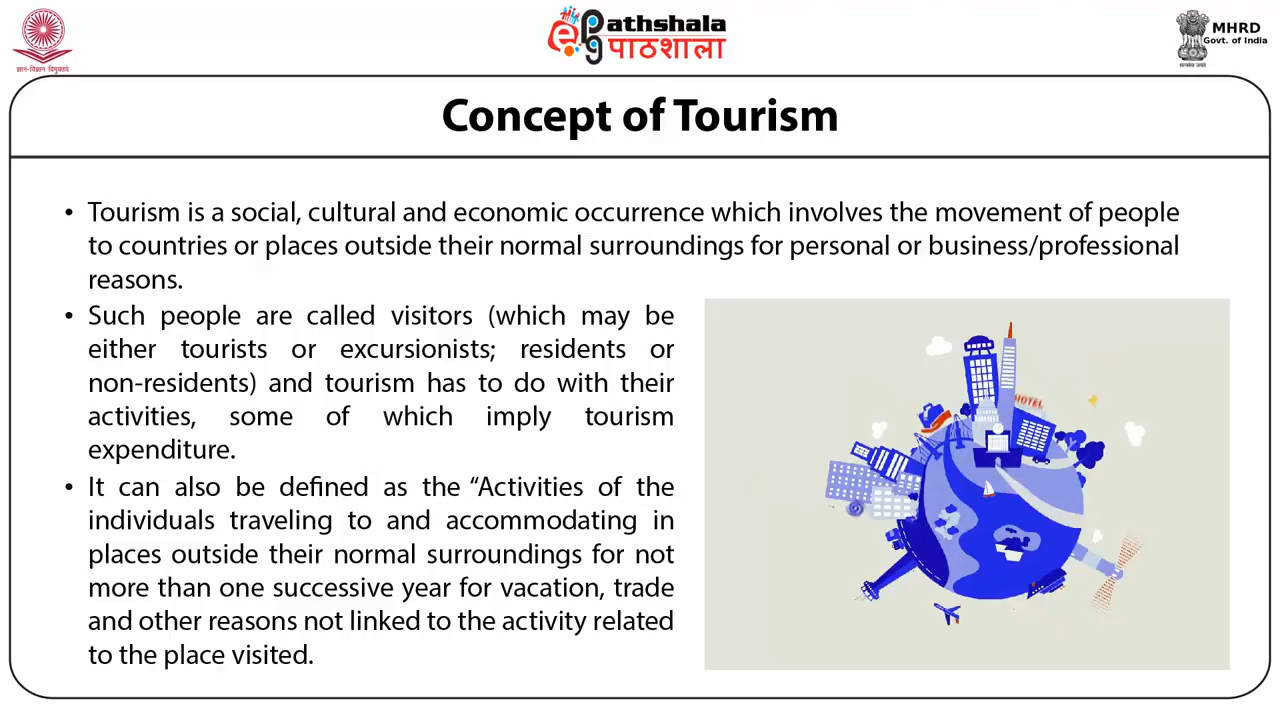 ज्ञान-विज्ञान विमुक्तये
ePathshala
पाठशाला
MHRD
Govt. of India
सत्यमेव जयते
Concept of Tourism
• Tourism is a social, cultural and economic occurrence which involves the movement of people
to countries or places outside their normal surroundings for personal or business/professional
reasons.
• Such people are called visitors (which may be
either tourists or excursionists; residents or
non-residents) and tourism has to do with their
activities, some of which imply tourism
expenditure.
• It can also be defined as the “Activities of the
individuals traveling to and accommodating in
places outside their normal surroundings for not
more than one successive year for vacation, trade
and other reasons not linked to the activity related
to the place visited.
HOTEL